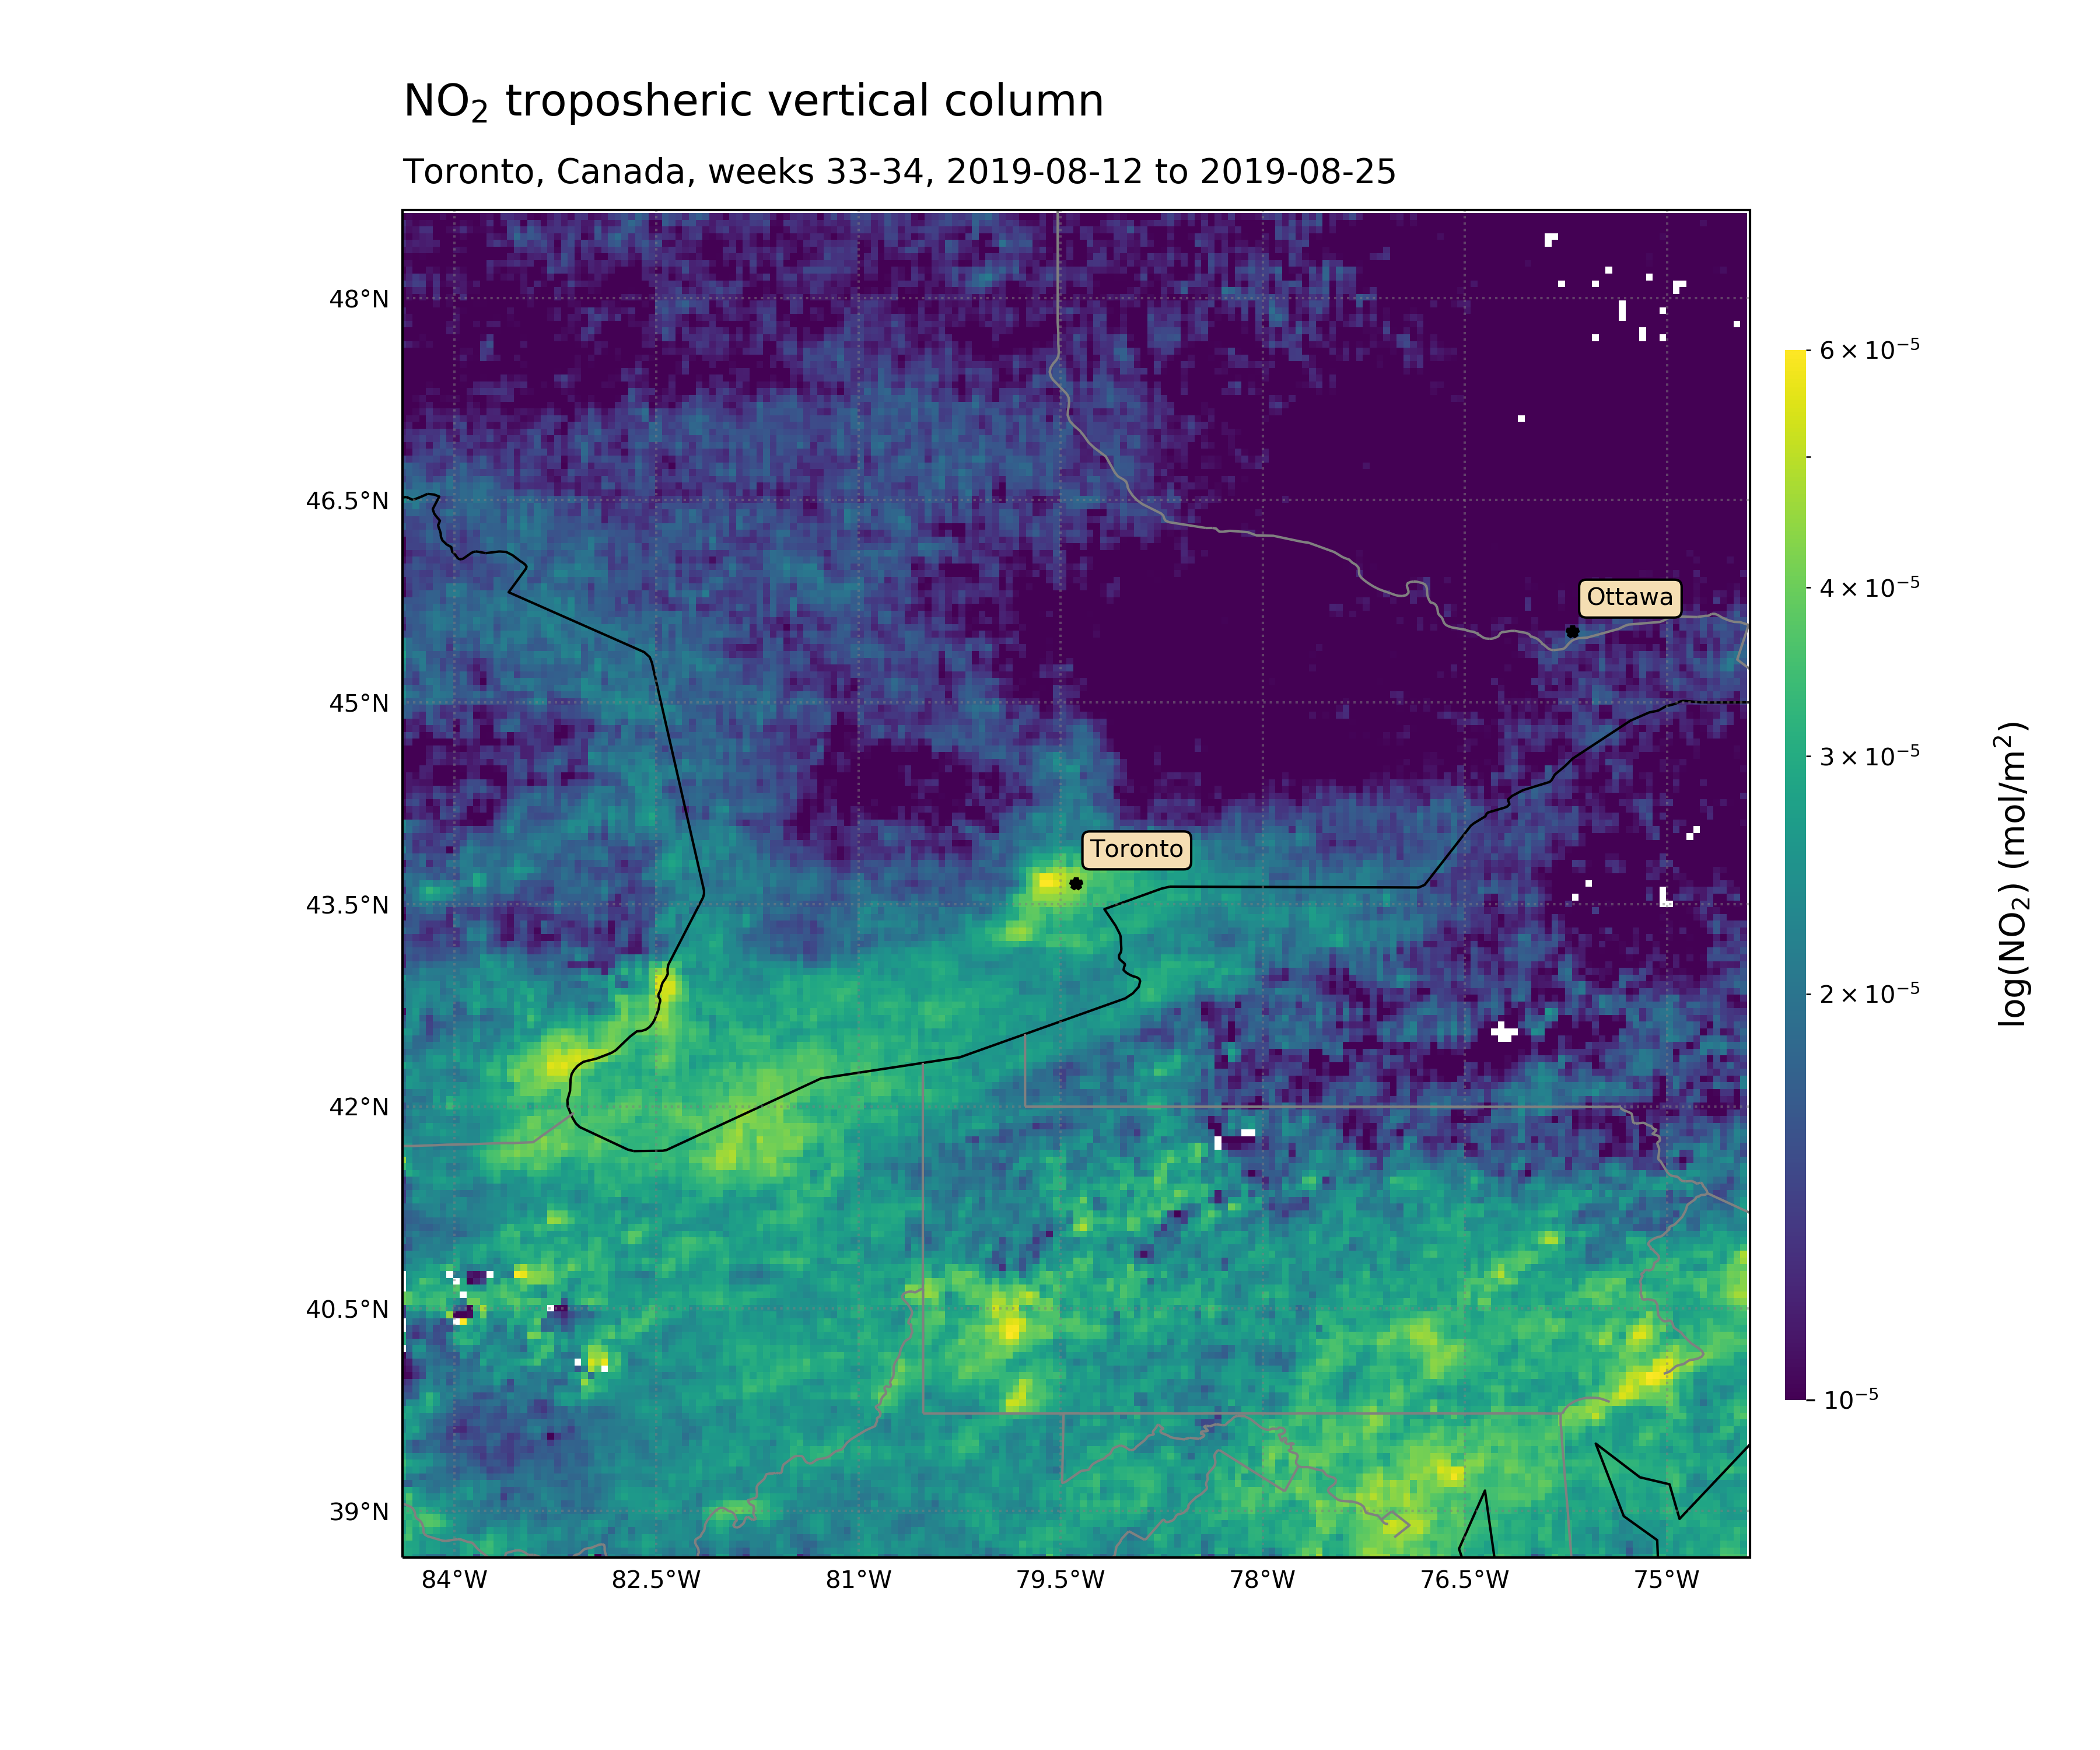 NO₂ troposheric vertical column
Toronto, Canada, weeks 33-34, 2019-08-12 to 2019-08-25
48°N
46.5°N
45°N
43.5°N
42°N
40.5°N
39°N
84°W
82.5°W
81°W
79.5°W
78°W
76.5°W
75°W
Ottawa
Toronto
6 × 10⁻⁵
4 × 10⁻⁵
3 × 10⁻⁵
2 × 10⁻⁵
10⁻⁵
log(NO₂) (mol/m²)